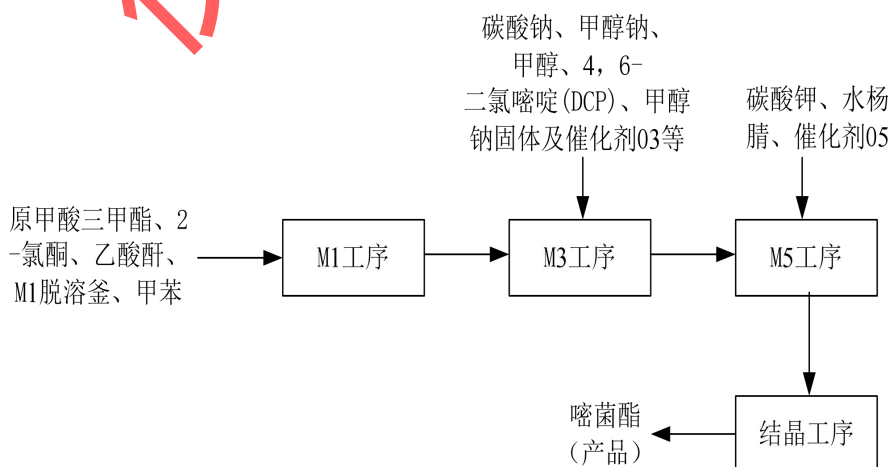 碳酸钠、甲醇钠、
甲醇、4，6-
二氯嘧啶(DCP)、甲醇
钠固体及催化剂03等
碳酸钾、水杨
腈、催化剂05
原甲酸三甲酯、2
-氯酮、乙酸酐、
M1脱溶釜、甲苯
M1工序
M3工序
M5工序
嘧菌酯
（产品）
结晶工序